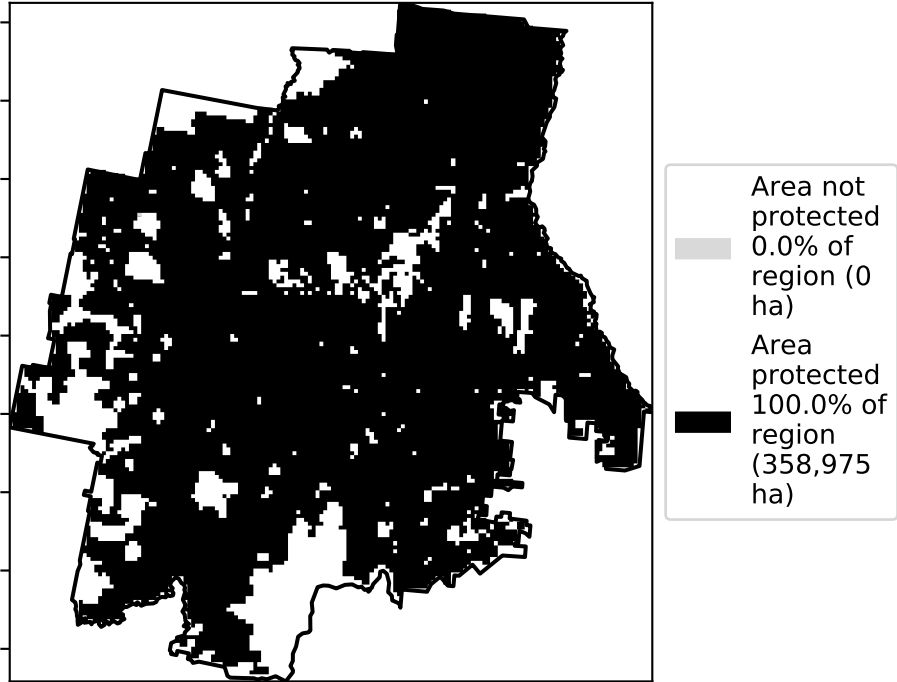 Area not
protected
0.0% of
region (0
ha)
Area
protected
100.0% of
region
(358,975
ha)